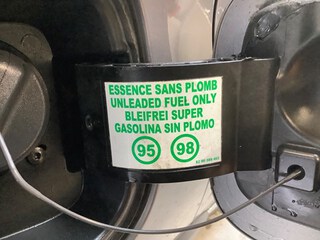 ESSENCE SANS PLOMB
UNLEADED FUEL ONLY
BLEIFREI SUPER
GASOLINA SIN PLOMO
95 98